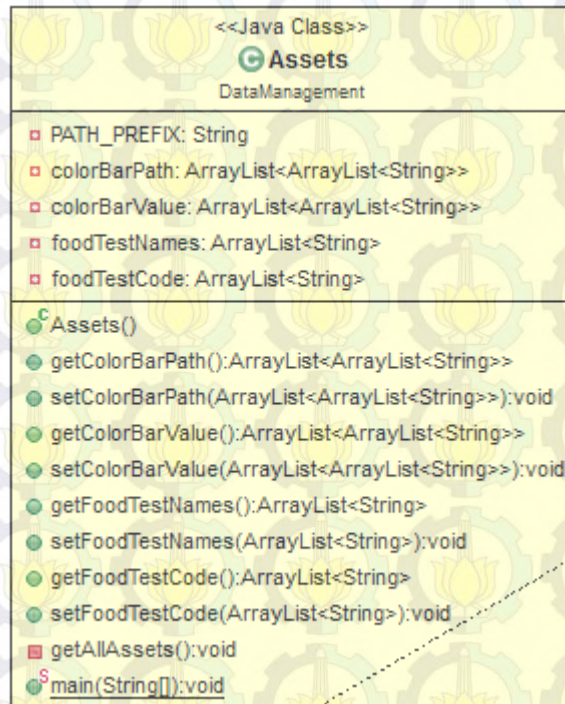 <<Java Class>>
C Assets
DataManagement
PATH_PREFIX: String
colorBarPath: ArrayList<ArrayList<String>>
colorBarValue: ArrayList<ArrayList<String>>
foodTestNames: ArrayList<String>
foodTestCode: ArrayList<String>
C Assets()
getColorBarPath():ArrayList<ArrayList<String>>
setColorBarPath(ArrayList<ArrayList<String>>):void
getColorBarValue():ArrayList<ArrayList<String>>
setColorBarValue(ArrayList<ArrayList<String>>):void
getFoodTestNames():ArrayList<String>
setFoodTestNames(ArrayList<String>):void
getFoodTestCode():ArrayList<String>
setFoodTestCode(ArrayList<String>):void
getAllAssets():void
S main(String[]):void